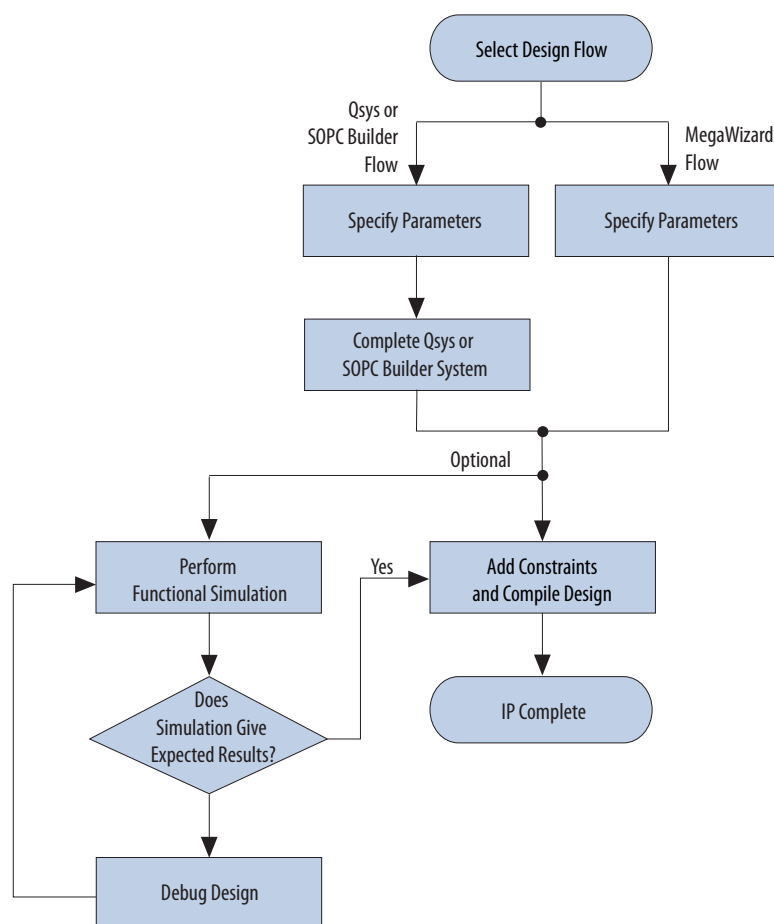 Select Design Flow
Qsys or
SOPC Builder
Flow
MegaWizard
Flow
Specify Parameters
Specify Parameters
Complete Qsys or
SOPC Builder System
Optional
Perform
Functional Simulation
Yes
Add Constraints
and Compile Design
Does
Simulation Give
Expected Results?
IP Complete
Debug Design